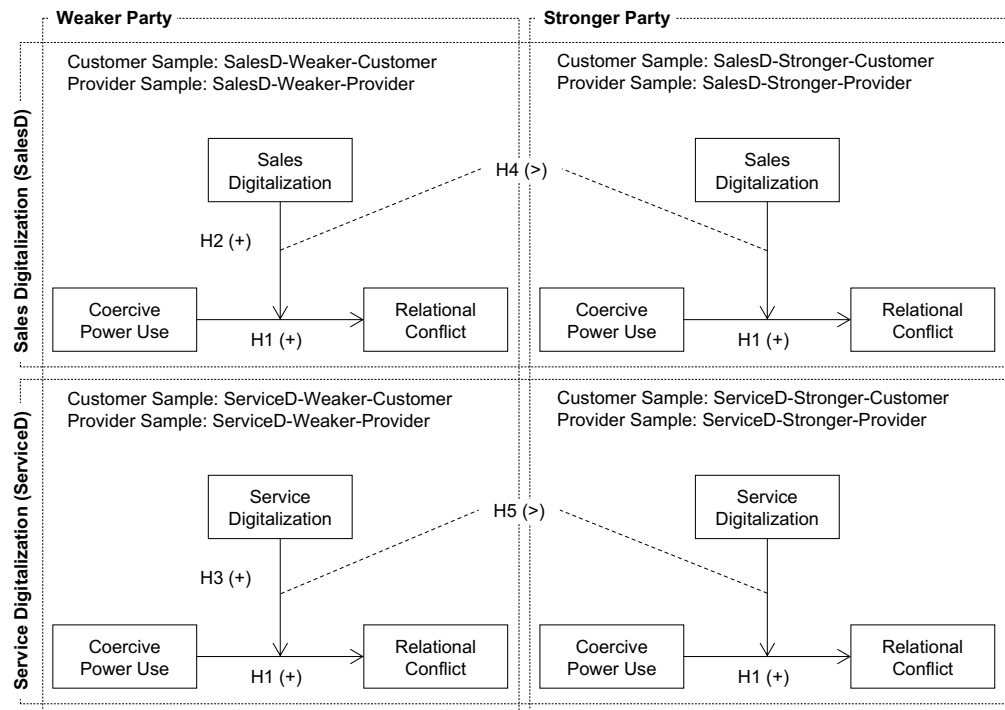 Weaker Party
Stronger Party
Sales Digitalization (SalesD)
Customer Sample: SalesD-Weaker-Customer
Provider Sample: SalesD-Weaker-Provider
Sales
Digitalization
H2 (+)
Coercive
Power Use
H1 (+)
Relational
Conflict
H4 (>)
Customer Sample: SalesD-Stronger-Customer
Provider Sample: SalesD-Stronger-Provider
Sales
Digitalization
Coercive
Power Use
H1 (+)
Relational
Conflict
Service Digitalization (ServiceD)
Customer Sample: ServiceD-Weaker-Customer
Provider Sample: ServiceD-Weaker-Provider
Service
Digitalization
H3 (+)
Coercive
Power Use
H1 (+)
Relational
Conflict
H5 (>)
Customer Sample: ServiceD-Stronger-Customer
Provider Sample: ServiceD-Stronger-Provider
Service
Digitalization
Coercive
Power Use
H1 (+)
Relational
Conflict